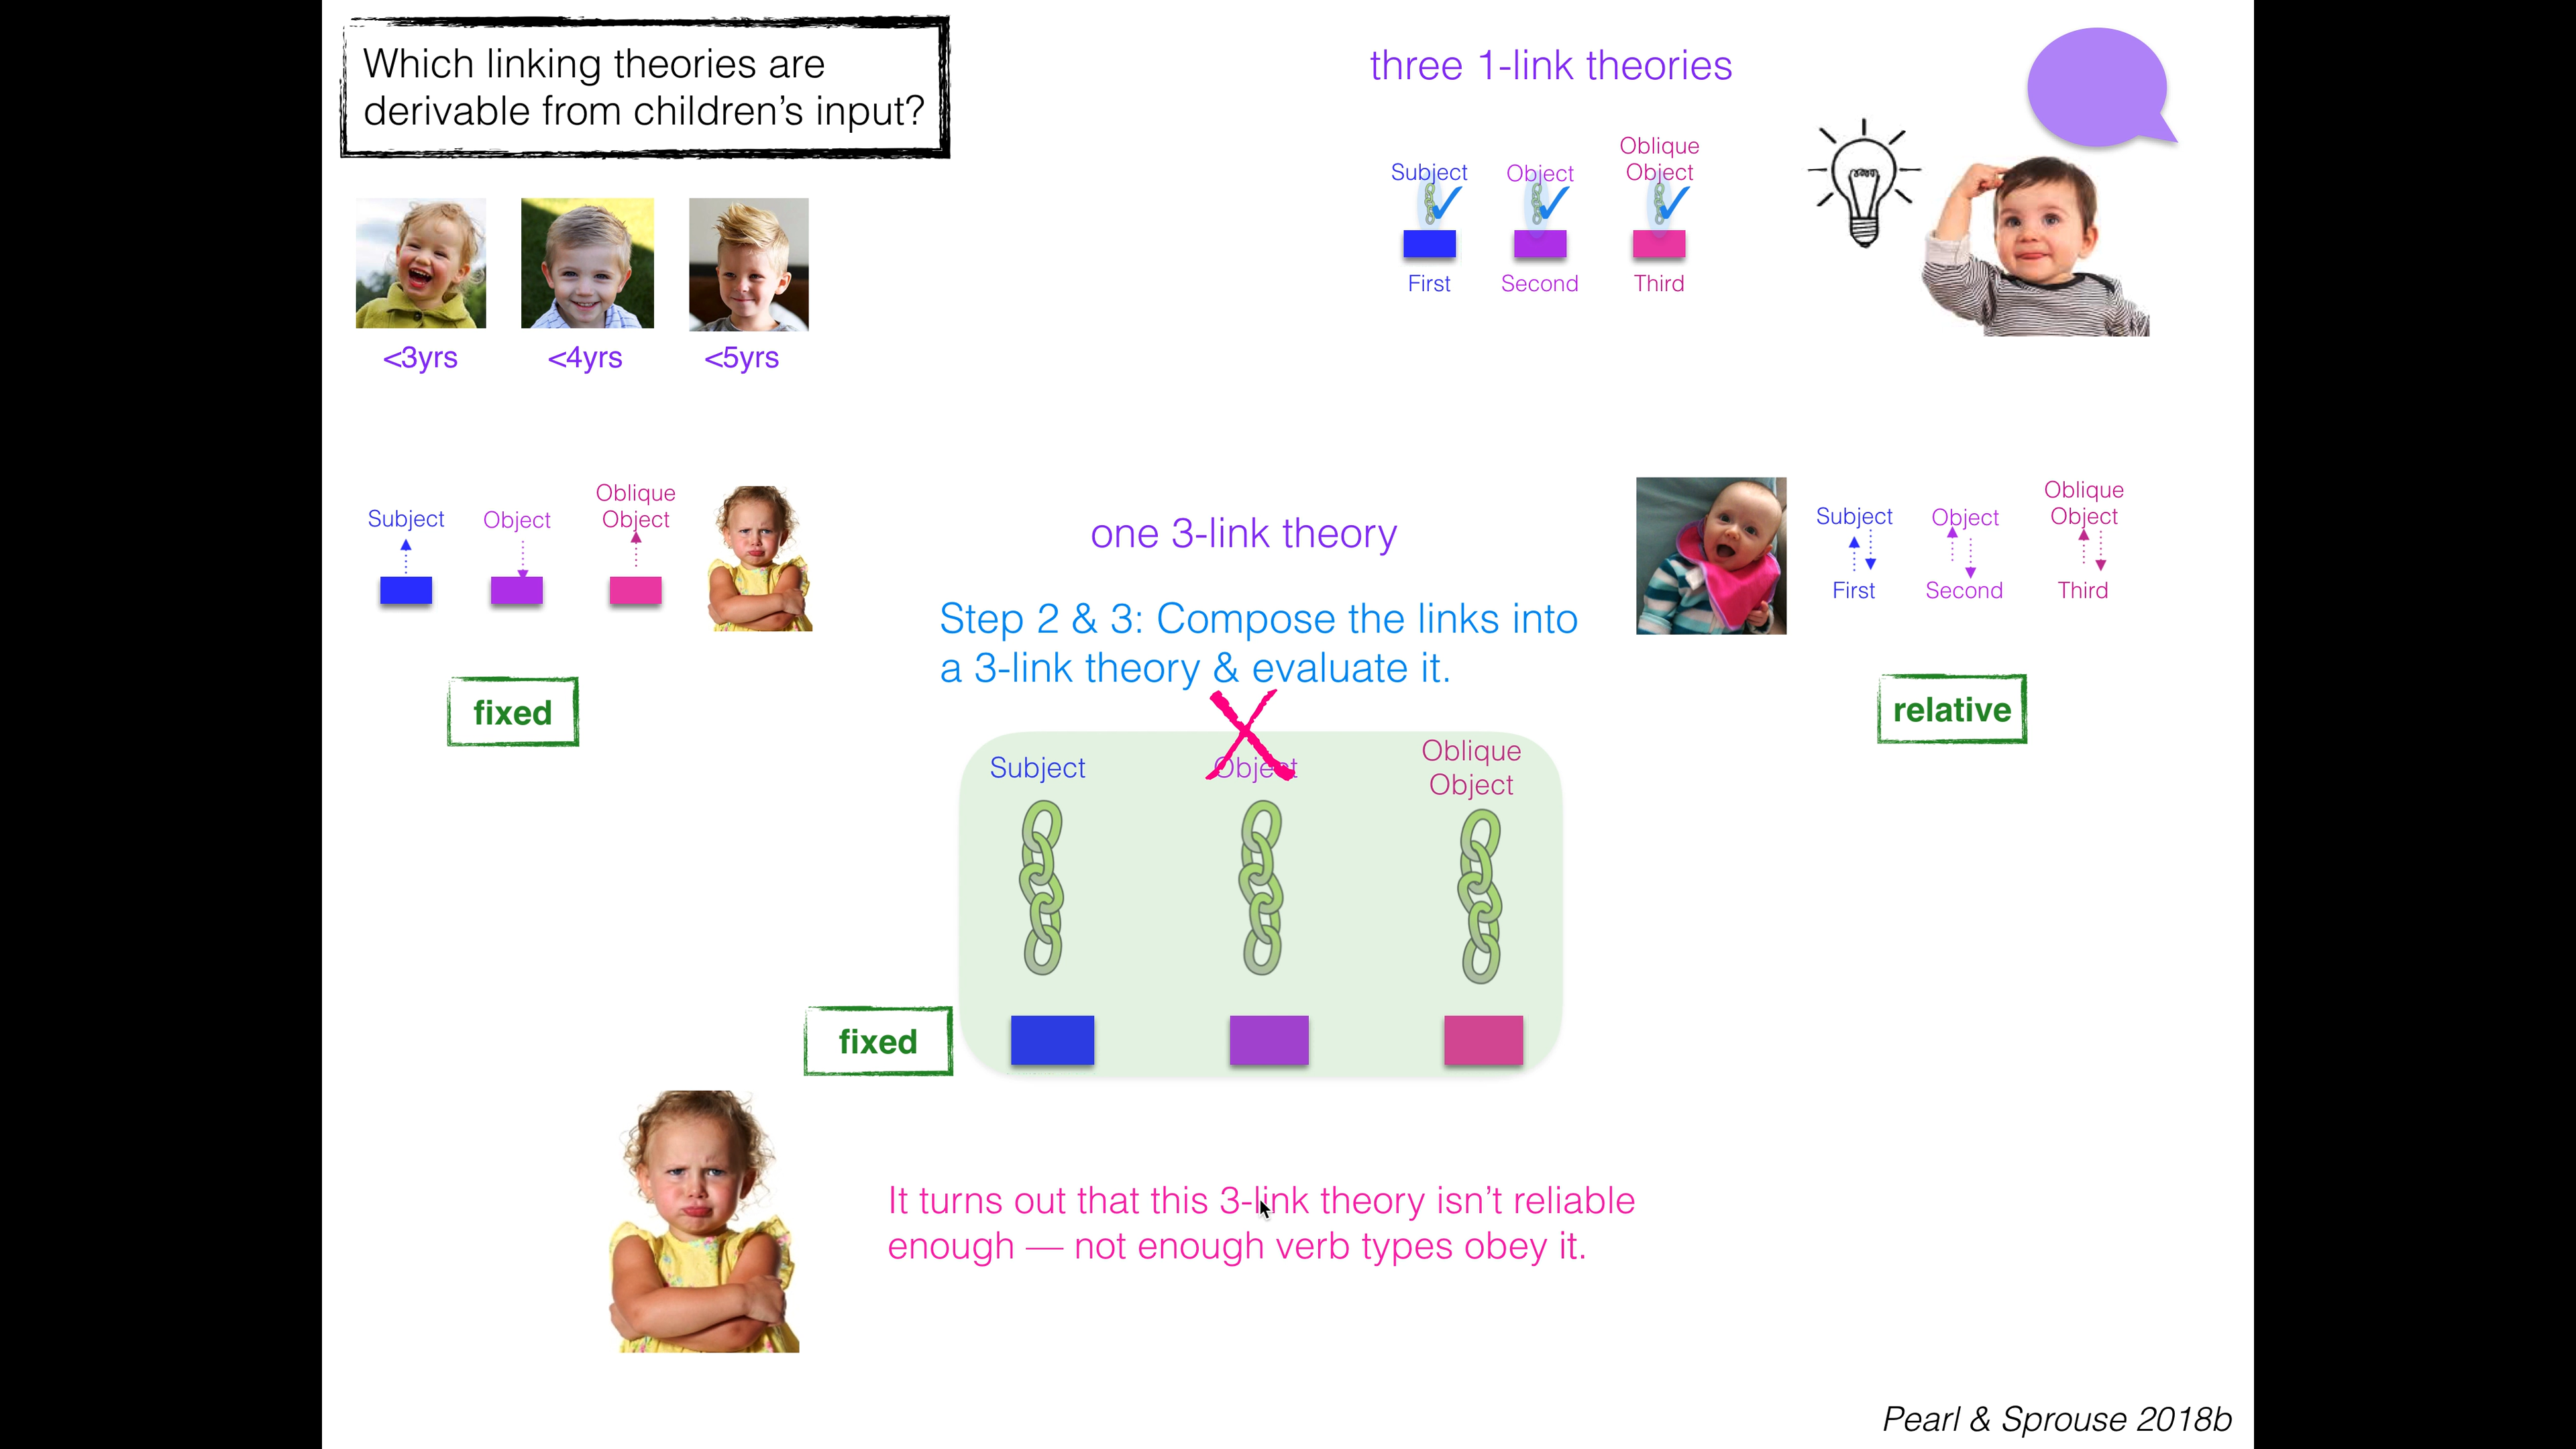 Which linking theories are
derivable from children's input?
three 1-link theories
Subject
Object
Oblique
Object
First
Second
Third
<3yrs
<4yrs
<5yrs
Subject
Object
Oblique
Object
fixed
one 3-link theory
Step 2 & 3: Compose the links into
a 3-link theory & evaluate it.
Subject
Object
Oblique
Object
First
Second
Third
relative
Subject
Object
Oblique
Object
fixed
It turns out that this 3-link theory isn't reliable
enough — not enough verb types obey it.
Pearl & Sprouse 2018b